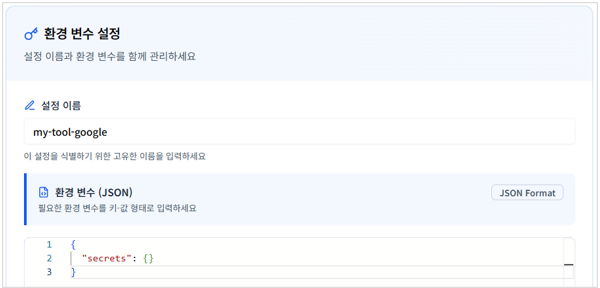 환경 변수 설정
설정 이름과 환경 변수를 함께 관리하세요
설정 이름
my-tool-google
이 설정을 식별하기 위한 고유한 이름을 입력하세요
환경 변수 (JSON)
JSON Format
필요한 환경 변수를 키-값 형태로 입력하세요
1 {
2 "secrets": {}
3 }